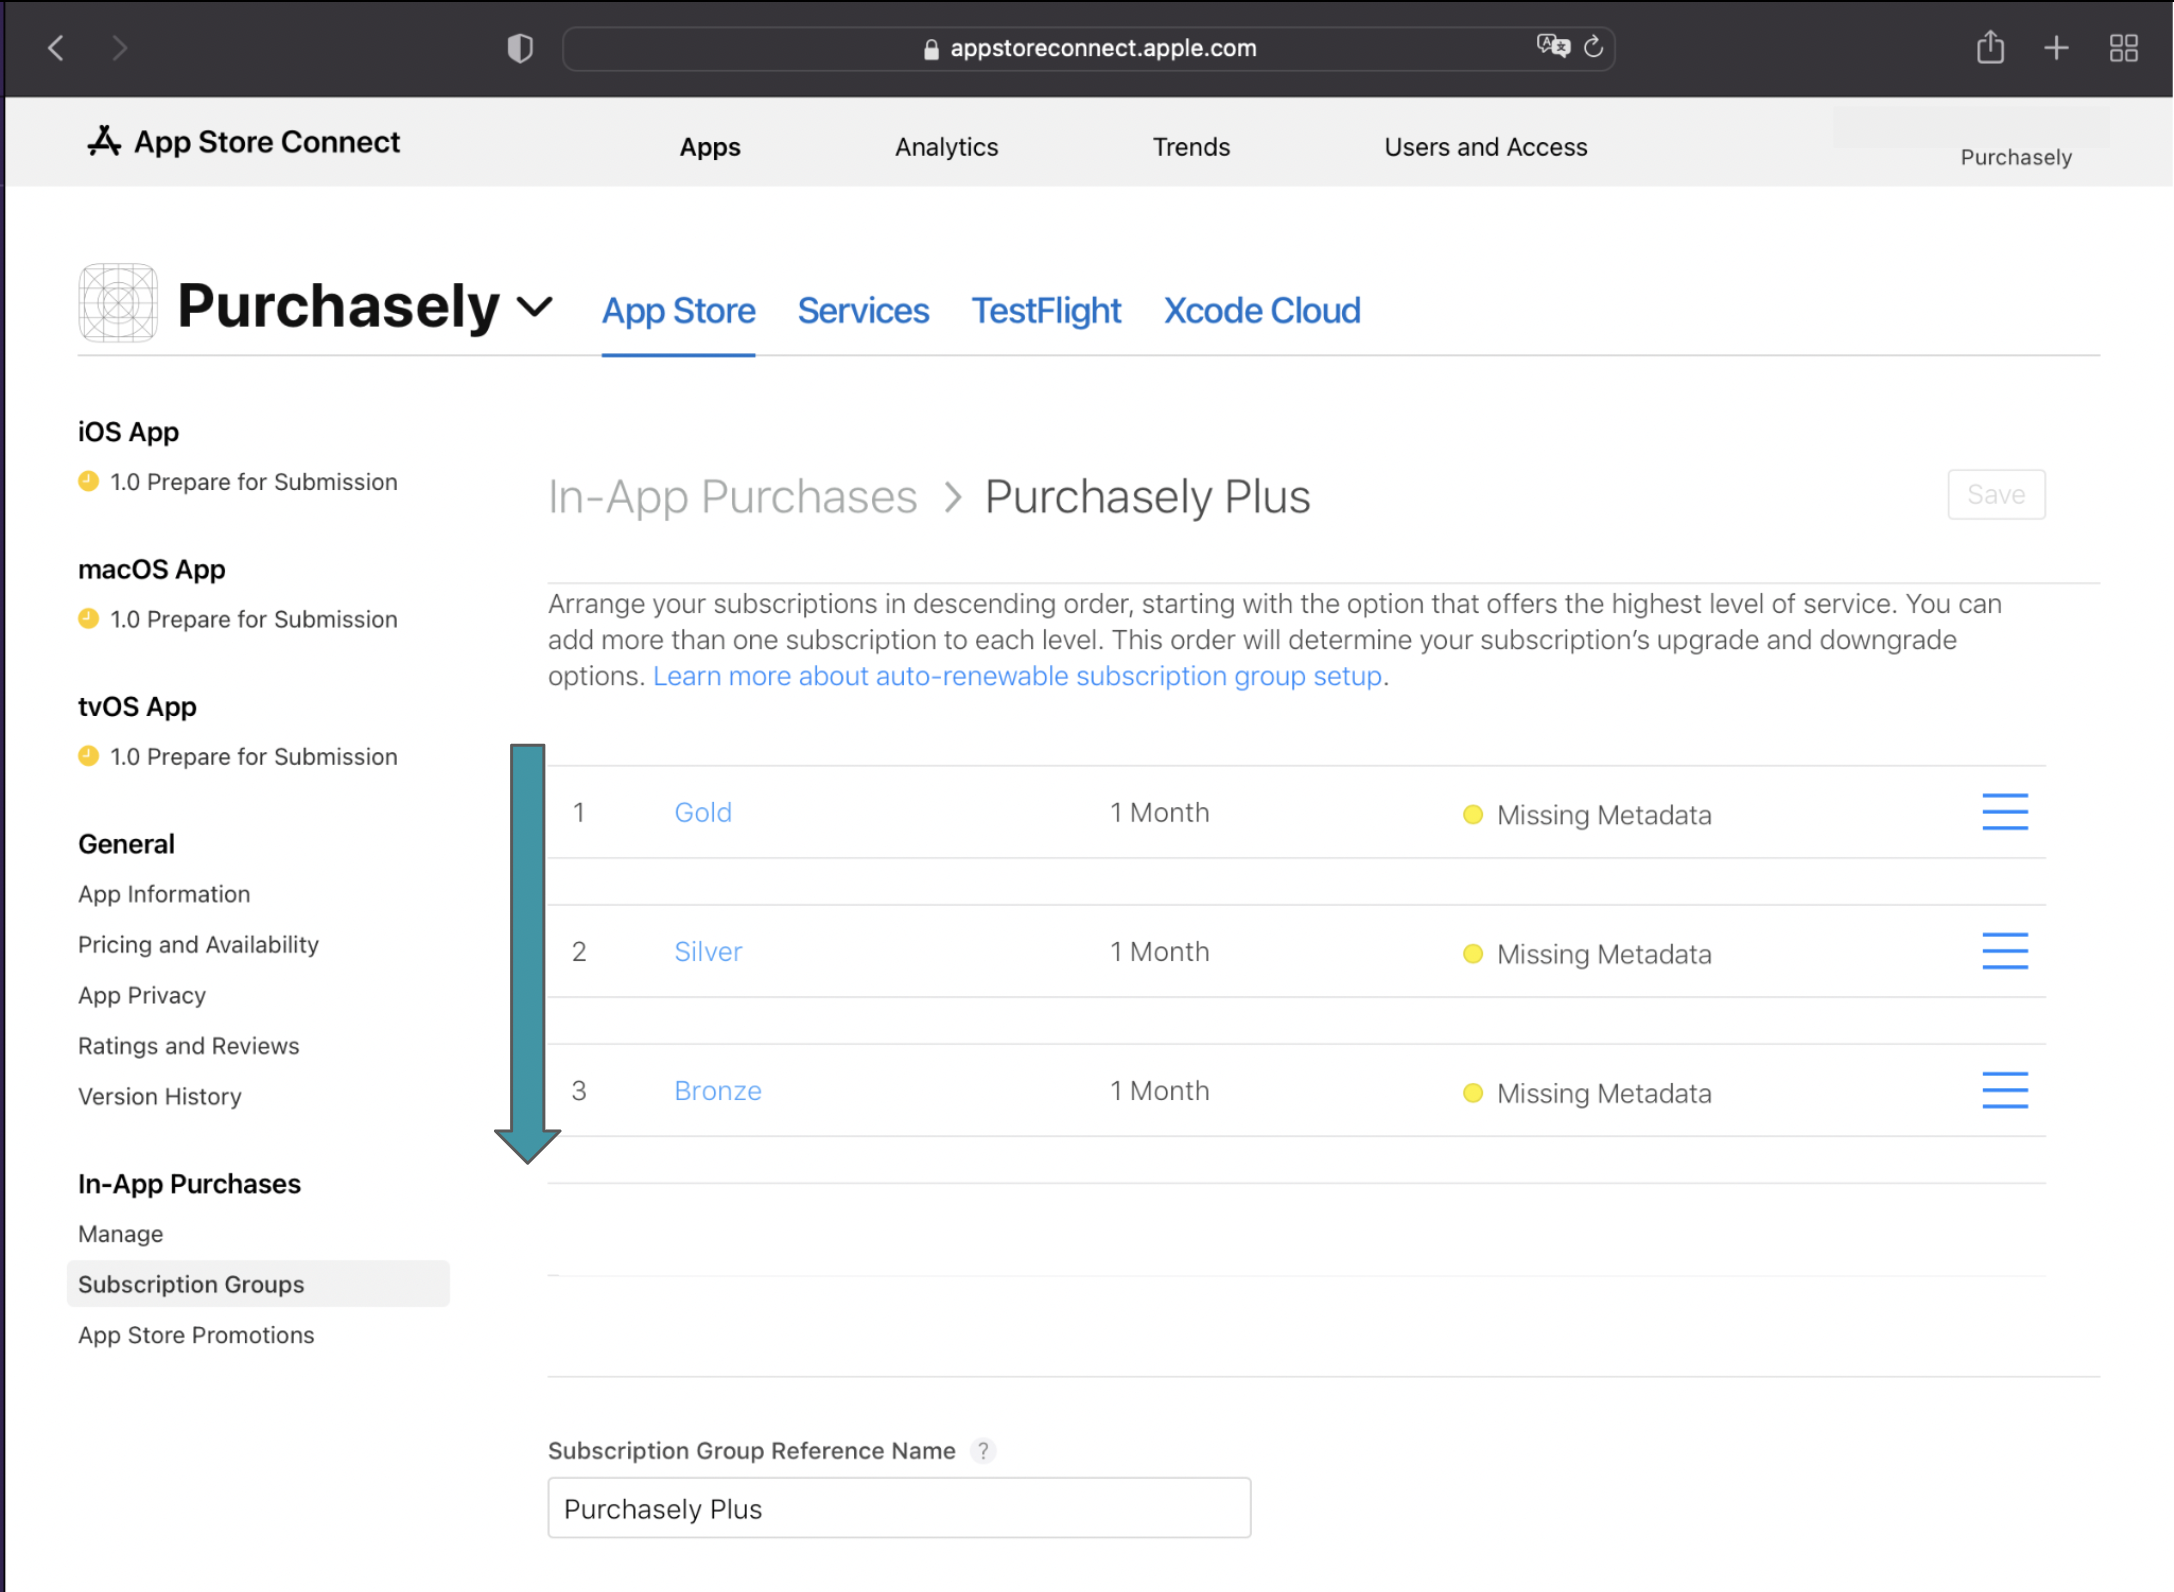 appstoreconnect.apple.com
App Store Connect
Apps
Analytics
Trends
Users and Access
Purchasely
Purchasely
App Store
Services
TestFlight
Xcode Cloud
iOS App
1.0 Prepare for Submission
macOS App
1.0 Prepare for Submission
tvOS App
1.0 Prepare for Submission
General
App Information
Pricing and Availability
App Privacy
Ratings and Reviews
Version History
In-App Purchases
Manage
Subscription Groups
App Store Promotions
In-App Purchases > Purchasely Plus
Save
Arrange your subscriptions in descending order, starting with the option that offers the highest level of service. You can
add more than one subscription to each level. This order will determine your subscription’s upgrade and downgrade
options. Learn more about auto-renewable subscription group setup.
1 Gold 1 Month Missing Metadata
2 Silver 1 Month Missing Metadata
3 Bronze 1 Month Missing Metadata
Subscription Group Reference Name ?
Purchasely Plus